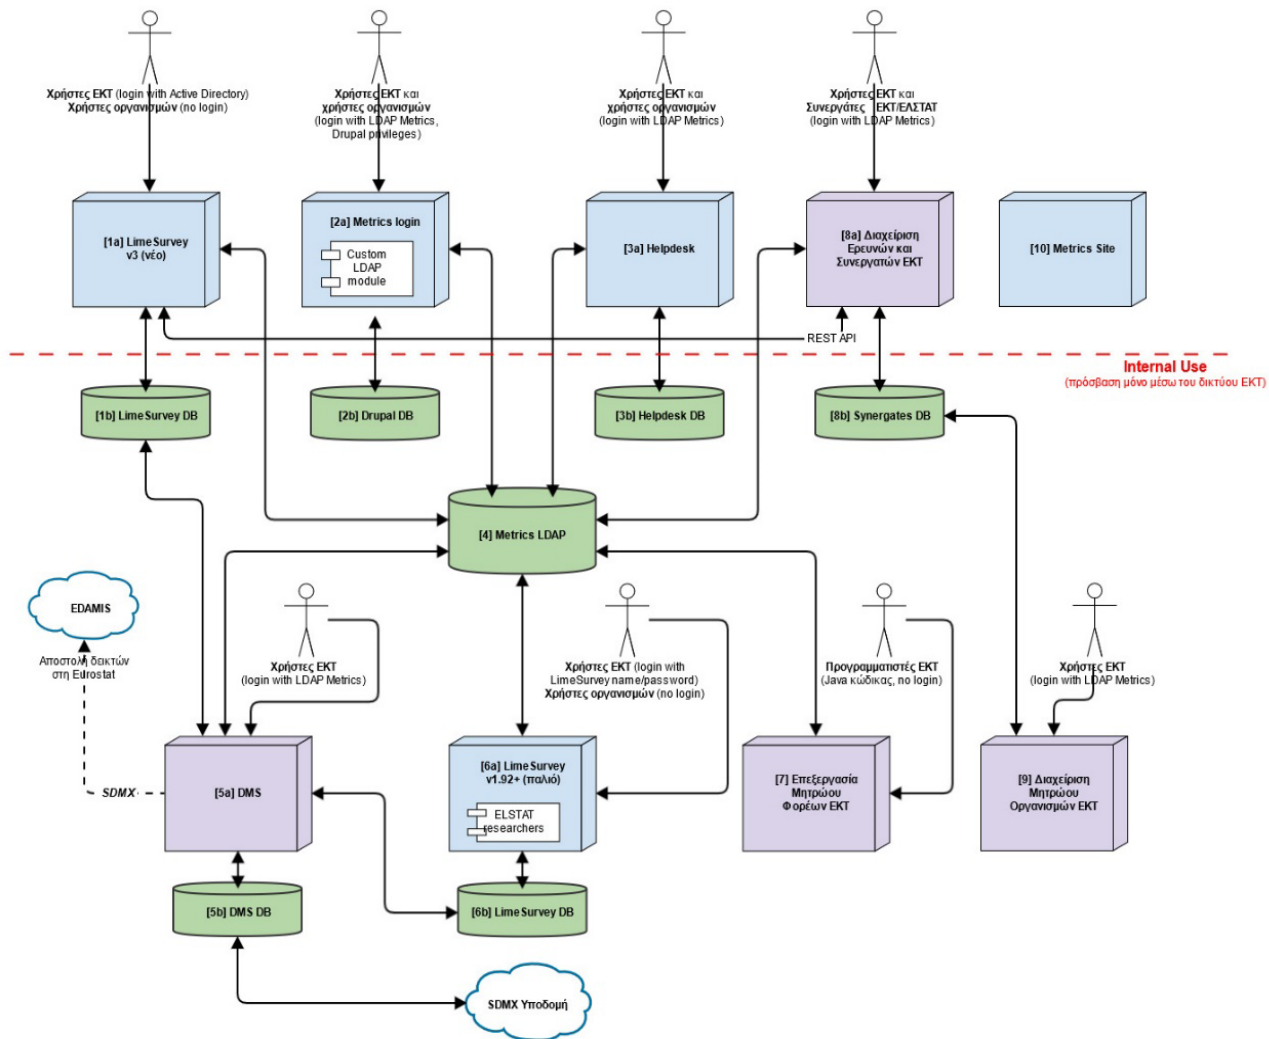 Χρήστες ΕΚΤ (login with Active Directory)
Χρήστες οργανισμών (no login)
Χρήστες ΕΚΤ και
χρήστες οργανισμών
(login with LDAP Metrics,
Drupal privileges)
Χρήστες ΕΚΤ και
χρήστες οργανισμών
(login with LDAP Metrics)
Χρήστες ΕΚΤ και
Συνεργάτες ΕΚΤ/ΕΛΣΤΑΤ
(login with LDAP Metrics)
[1a] LimeSurvey
v3 (νέο)
[2a] Metrics login
Custom
LDAP
module
[3a] Helpdesk
[8a] Διαχείριση
Ερευνών και
Συνεργατών ΕΚΤ
[10] Metrics Site
REST API
Internal Use
(πρόσβαση μόνο μέσω του δικτύου ΕΚΤ)
[1b] LimeSurvey DB
[2b] Drupal DB
[3b] Helpdesk DB
[8b] Synergates DB
[4] Metrics LDAP
EDAMIS
Αποστολή δεικτών
στη Eurostat
Χρήστες ΕΚΤ
(login with LDAP Metrics)
Χρήστες ΕΚΤ (login with
LimeSurvey name/password)
Χρήστες οργανισμών (no login)
Προγραμματιστές ΕΚΤ
(Java κώδικας, no login)
Χρήστες ΕΚΤ
(login with LDAP Metrics)
SDMX
[5a] DMS
[6a] LimeSurvey
v1.92+ (παλιό)
ELSTAT
researchers
[7] Επεξεργασία
Μητρώου
Φορέων ΕΚΤ
[9] Διαχείριση
Μητρώου
Οργανισμών ΕΚΤ
[5b] DMS DB
[6b] LimeSurvey DB
SDMX Υποδομή